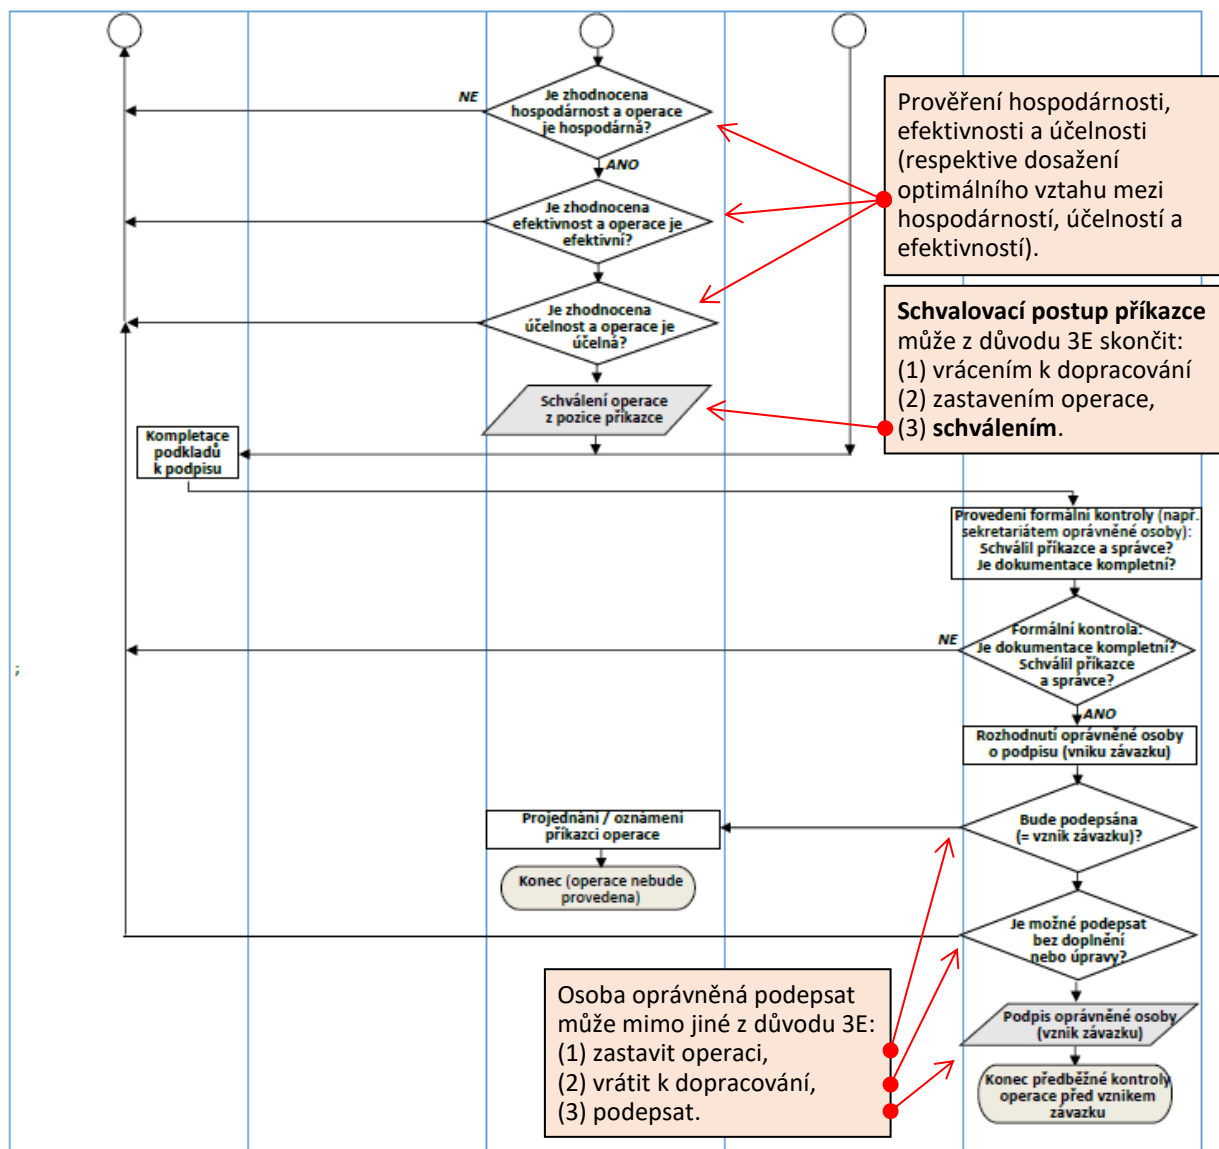 NE
Je zhodnocena
hospodárnost a operace
je hospodárná?
ANO
Je zhodnocena
efektivnost a operace je
efektivní?
Je zhodnocena
účelnost a operace je
účelná?
Schválení operace
z pozice příkazce
Prověření hospodárnosti,
efektivnosti a účelnosti
(respektive dosažení
optimálního vztahu mezi
hospodárností, účelností a
efektivností).
Schvalovací postup příkazce
může z důvodu 3E skončit:
(1) vrácením k dopracování
(2) zastavením operace,
(3) schválením.
Kompletace
podkladů
k podpisu
Provedení formální kontroly (např.
sekretariátem oprávněné osoby):
Schválil příkazce a správce?
Je dokumentace kompletní?
NE
Formální kontrola:
Je dokumentace kompletní?
Schválil příkazce
a správce?
;
ANO
Rozhodnutí oprávněné osoby
o podpisu (vniku závazku)
Projednání / oznámení
příkazci operace
Bude podepsána
(= vznik závazku)?
Konec (operace nebude
provedena)
Je možné podepsat
bez doplnění
nebo úpravy?
Osoba oprávněná podepsat
může mimo jiné z důvodu 3E:
(1) zastavit operaci,
(2) vrátit k dopracování,
(3) podepsat.
Podpis oprávněné osoby
(vznik závazku)
Konec předběžné kontroly
operace před vznikem
závazku